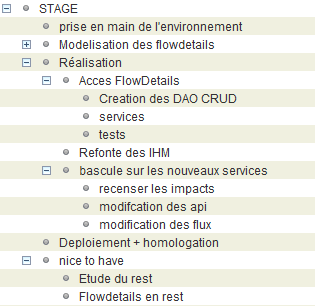 STAGE
prise en main de l'environnement
Modelisation des flowdetails
Réalisation
Acces FlowDetails
Creation des DAO CRUD
services
tests
Refonte des IHM
bascule sur les nouveaux services
recenser les impacts
modifcation des api
modification des flux
Deploiement + homologation
nice to have
Etude du rest
Flowdetails en rest